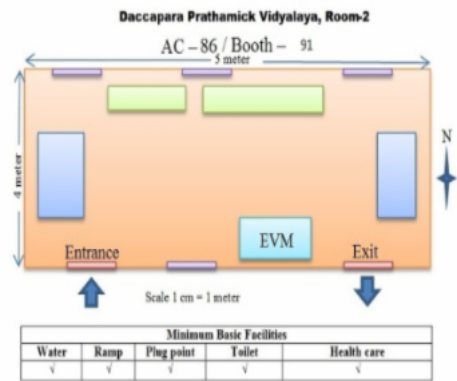 Daccapara Prathamick Vidyalaya, Room-2
AC – 86 / Booth – 91
5 meter
4 meter
N
EVM
Entrance
Exit
Scale 1 cm = 1 meter
Minimum Basic Facilities
Water Ramp Plug point Toilet Health care
√ √ √ √ √